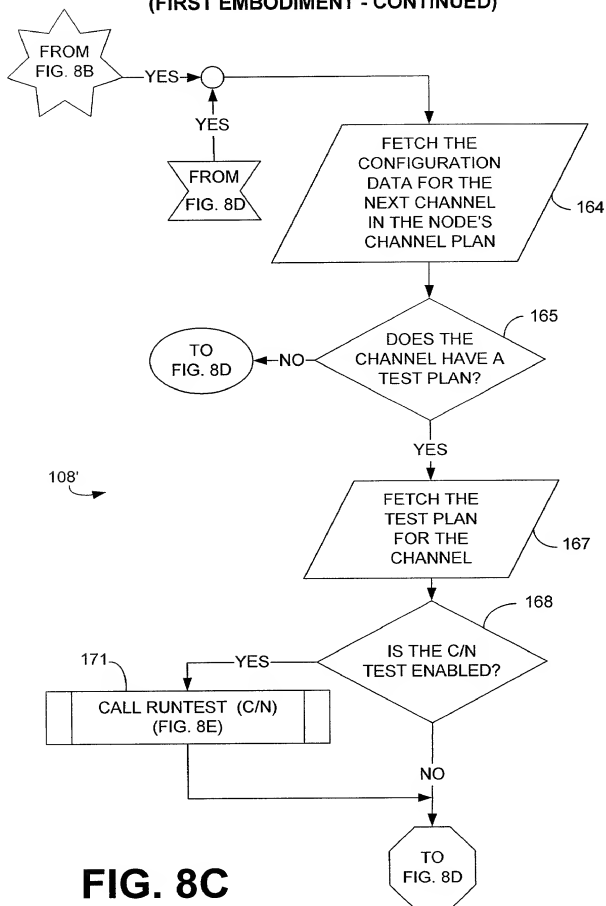 (FIRST EMBODIMENT - CONTINUED)
FROM
FIG. 8B
YES
YES
FROM
FIG. 8D
FETCH THE
CONFIGURATION
DATA FOR THE
NEXT CHANNEL
IN THE NODE'S
CHANNEL PLAN
164
165
DOES THE
CHANNEL HAVE A
TEST PLAN?
NO
TO
FIG. 8D
YES
108'
FETCH THE
TEST PLAN
FOR THE
CHANNEL
167
168
IS THE C/N
TEST ENABLED?
YES
171
CALL RUNTEST (C/N)
(FIG. 8E)
NO
TO
FIG. 8D
FIG. 8C